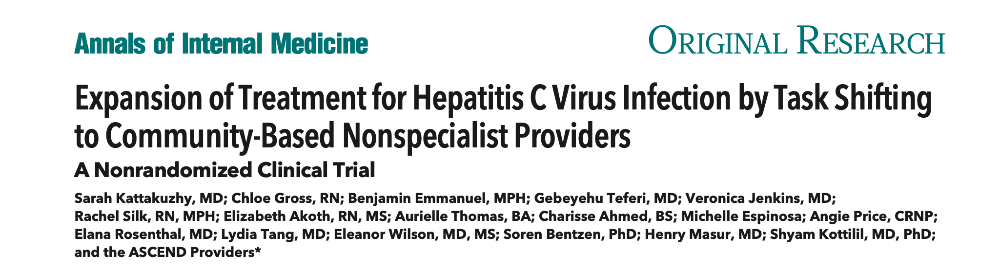 Annals of Internal Medicine
ORIGINAL RESEARCH
Expansion of Treatment for Hepatitis C Virus Infection by Task Shifting
to Community-Based Nonspecialist Providers
A Nonrandomized Clinical Trial
Sarah Kattakuzhy, MD; Chloe Gross, RN; Benjamin Emmanuel, MPH; Gebeyehu Teferi, MD; Veronica Jenkins, MD;
Rachel Silk, RN, MPH; Elizabeth Akoth, RN, MS; Aurielle Thomas, BA; Charisse Ahmed, BS; Michelle Espinosa; Angie Price, CRNP;
Elana Rosenthal, MD; Lydia Tang, MD; Eleanor Wilson, MD, MS; Soren Bentzen, PhD; Henry Masur, MD; Shyam Kottilil, MD, PhD;
and the ASCEND Providers*